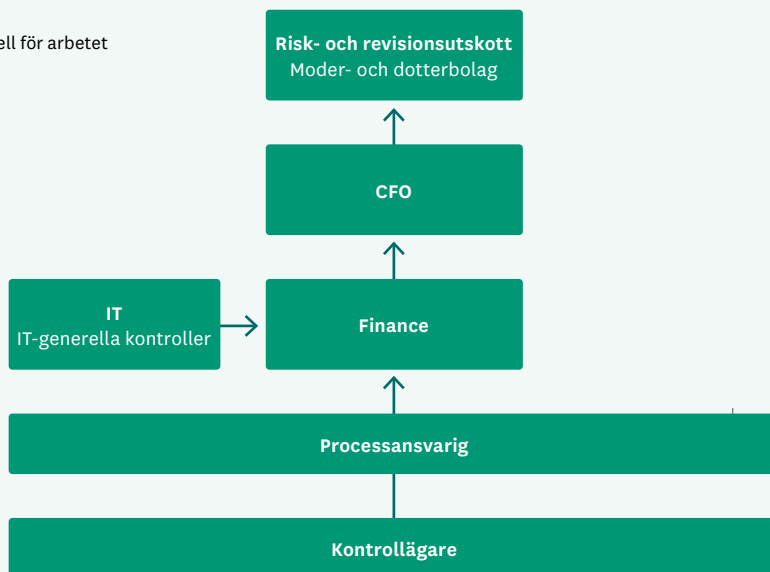 ell för arbetet
Risk- och revisionsutskott
Moder- och dotterbolag
CFO
IT
IT-generella kontroller
Finance
Processansvarig
Kontrollägare